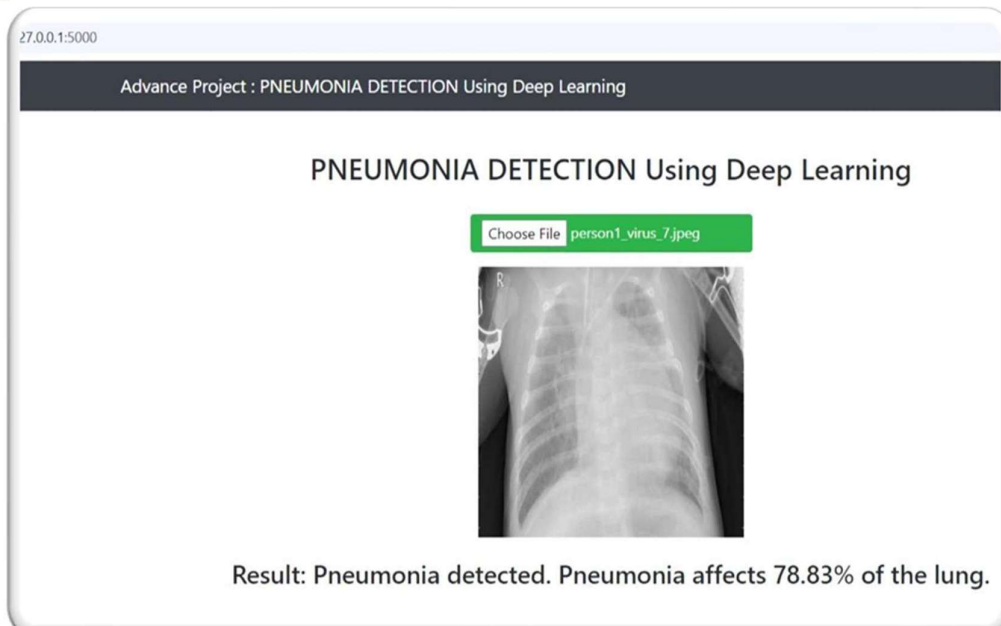 27.0.0.1:5000
Advance Project : PNEUMONIA DETECTION Using Deep Learning
PNEUMONIA DETECTION Using Deep Learning
Choose File person1_virus_7.jpeg
R
Result: Pneumonia detected. Pneumonia affects 78.83% of the lung.